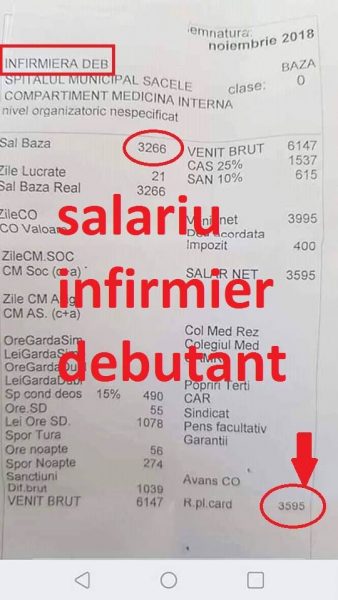 emnatura:
noiembrie 2018
INFIRMIERA DEB
BAZA
SPITALUL MUNICIPAL SACELE
clase: 0
COMPARTIMENT MEDICINA INTERNA
nivel organizatoric nespecificat
Sal Baza 3266
Zile Lucrate 21
Sal Baza Real 3266
ZileCO
CO Valoare
ZileCM.SOC
CM Soc (c+a)
Zile CM
CM AS. (c+a)
OreGardaSim
LeiGardaSim
OreGardaDubl
LeiGardaDubl
Sp cond deos 15% 490
Ore.SD 55
Lei Ore SD. 1078
Spor Tura
Ore noapte 56
Spor Noapte 274
Sanctiuni
Dif.brut 1039
VENIT BRUT 6147
VENIT BRUT 6147
CAS 25% 1537
SAN 10% 615
Venit net 3995
Ded acordata
Impozit 400
SALAR NET 3595
Col Med Rez
Colegiul Med
Popriri Terti
CAR
Sindicat
Pens facultativ
Garantii
Avans CO
R.pl.card 3595
salariu
infirmier
debutant